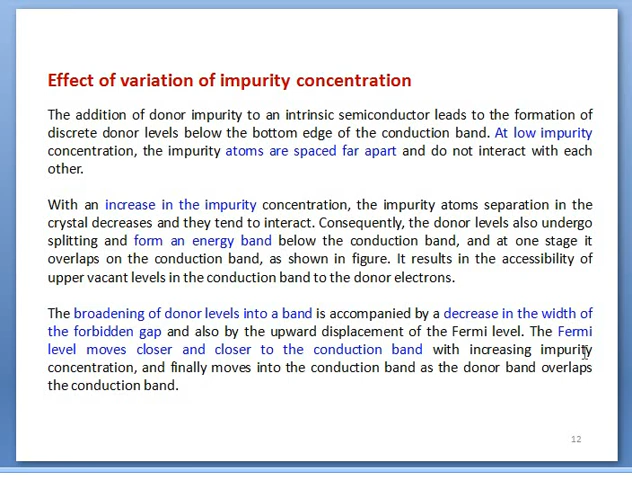 Effect of variation of impurity concentration
The addition of donor impurity to an intrinsic semiconductor leads to the formation of
discrete donor levels below the bottom edge of the conduction band. At low impurity
concentration, the impurity atoms are spaced far apart and do not interact with each
other.
With an increase in the impurity concentration, the impurity atoms separation in the
crystal decreases and they tend to interact. Consequently, the donor levels also undergo
splitting and form an energy band below the conduction band, and at one stage it
overlaps on the conduction band, as shown in figure. It results in the accessibility of
upper vacant levels in the conduction band to the donor electrons.
The broadening of donor levels into a band is accompanied by a decrease in the width of
the forbidden gap and also by the upward displacement of the Fermi level. The Fermi
level moves closer and closer to the conduction band with increasing impurity
concentration, and finally moves into the conduction band as the donor band overlaps
the conduction band.
12